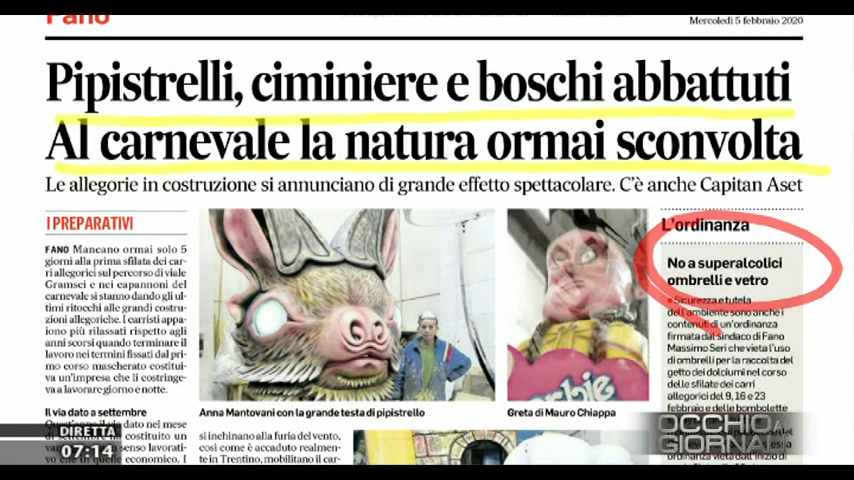 Fano
Mercoledì 5 febbraio 2020
Pipistrelli, ciminiere e boschi abbattuti
Al carnevale la natura ormai sconvolta
Le allegorie in costruzione si annunciano di grande effetto spettacolare. C'è anche Capitan Aset
I PREPARATIVI
FANO Mancano ormai solo 5
giorni alla prima sfilata dei car-
ri allegorici sul percorso di viale
Gramsci e nei capannoni del
carnevale si stanno dando gli ul-
timi ritocchi alle grandi costru-
zioni allegoriche. I carristi appa-
iono più rilassati rispetto agli
anni scorsi quando terminare il
lavoro nei termini fissati dal pri-
mo corso mascherato costitui-
va un'impresa che li costringe-
va a lavorare giorno e notte.
Il via dato a settembre
Anna Mantovani con la grande testa di pipistrello
si inchinano alla furia del vento,
così come è accaduto realmen-
te in Trentino, mobilitano il car-
Barbie
Greta di Mauro Chiappa
L'ordinanza
No a superalcolici
ombrelli e vetro
● Sicurezza e tutela
dell'ambiente sono anche i
contenuti di un'ordinanza
firmata dal sindaco di Fano
Massimo Seri che vieta l'uso
di ombrelli per la raccolta del
getto dei dolciumi nel corso
delle sfilate dei carri
allegorici del 9, 16 e 23
febbraio e delle bombolette
OCCHIO
GIORNA
DIRETTA
07:14